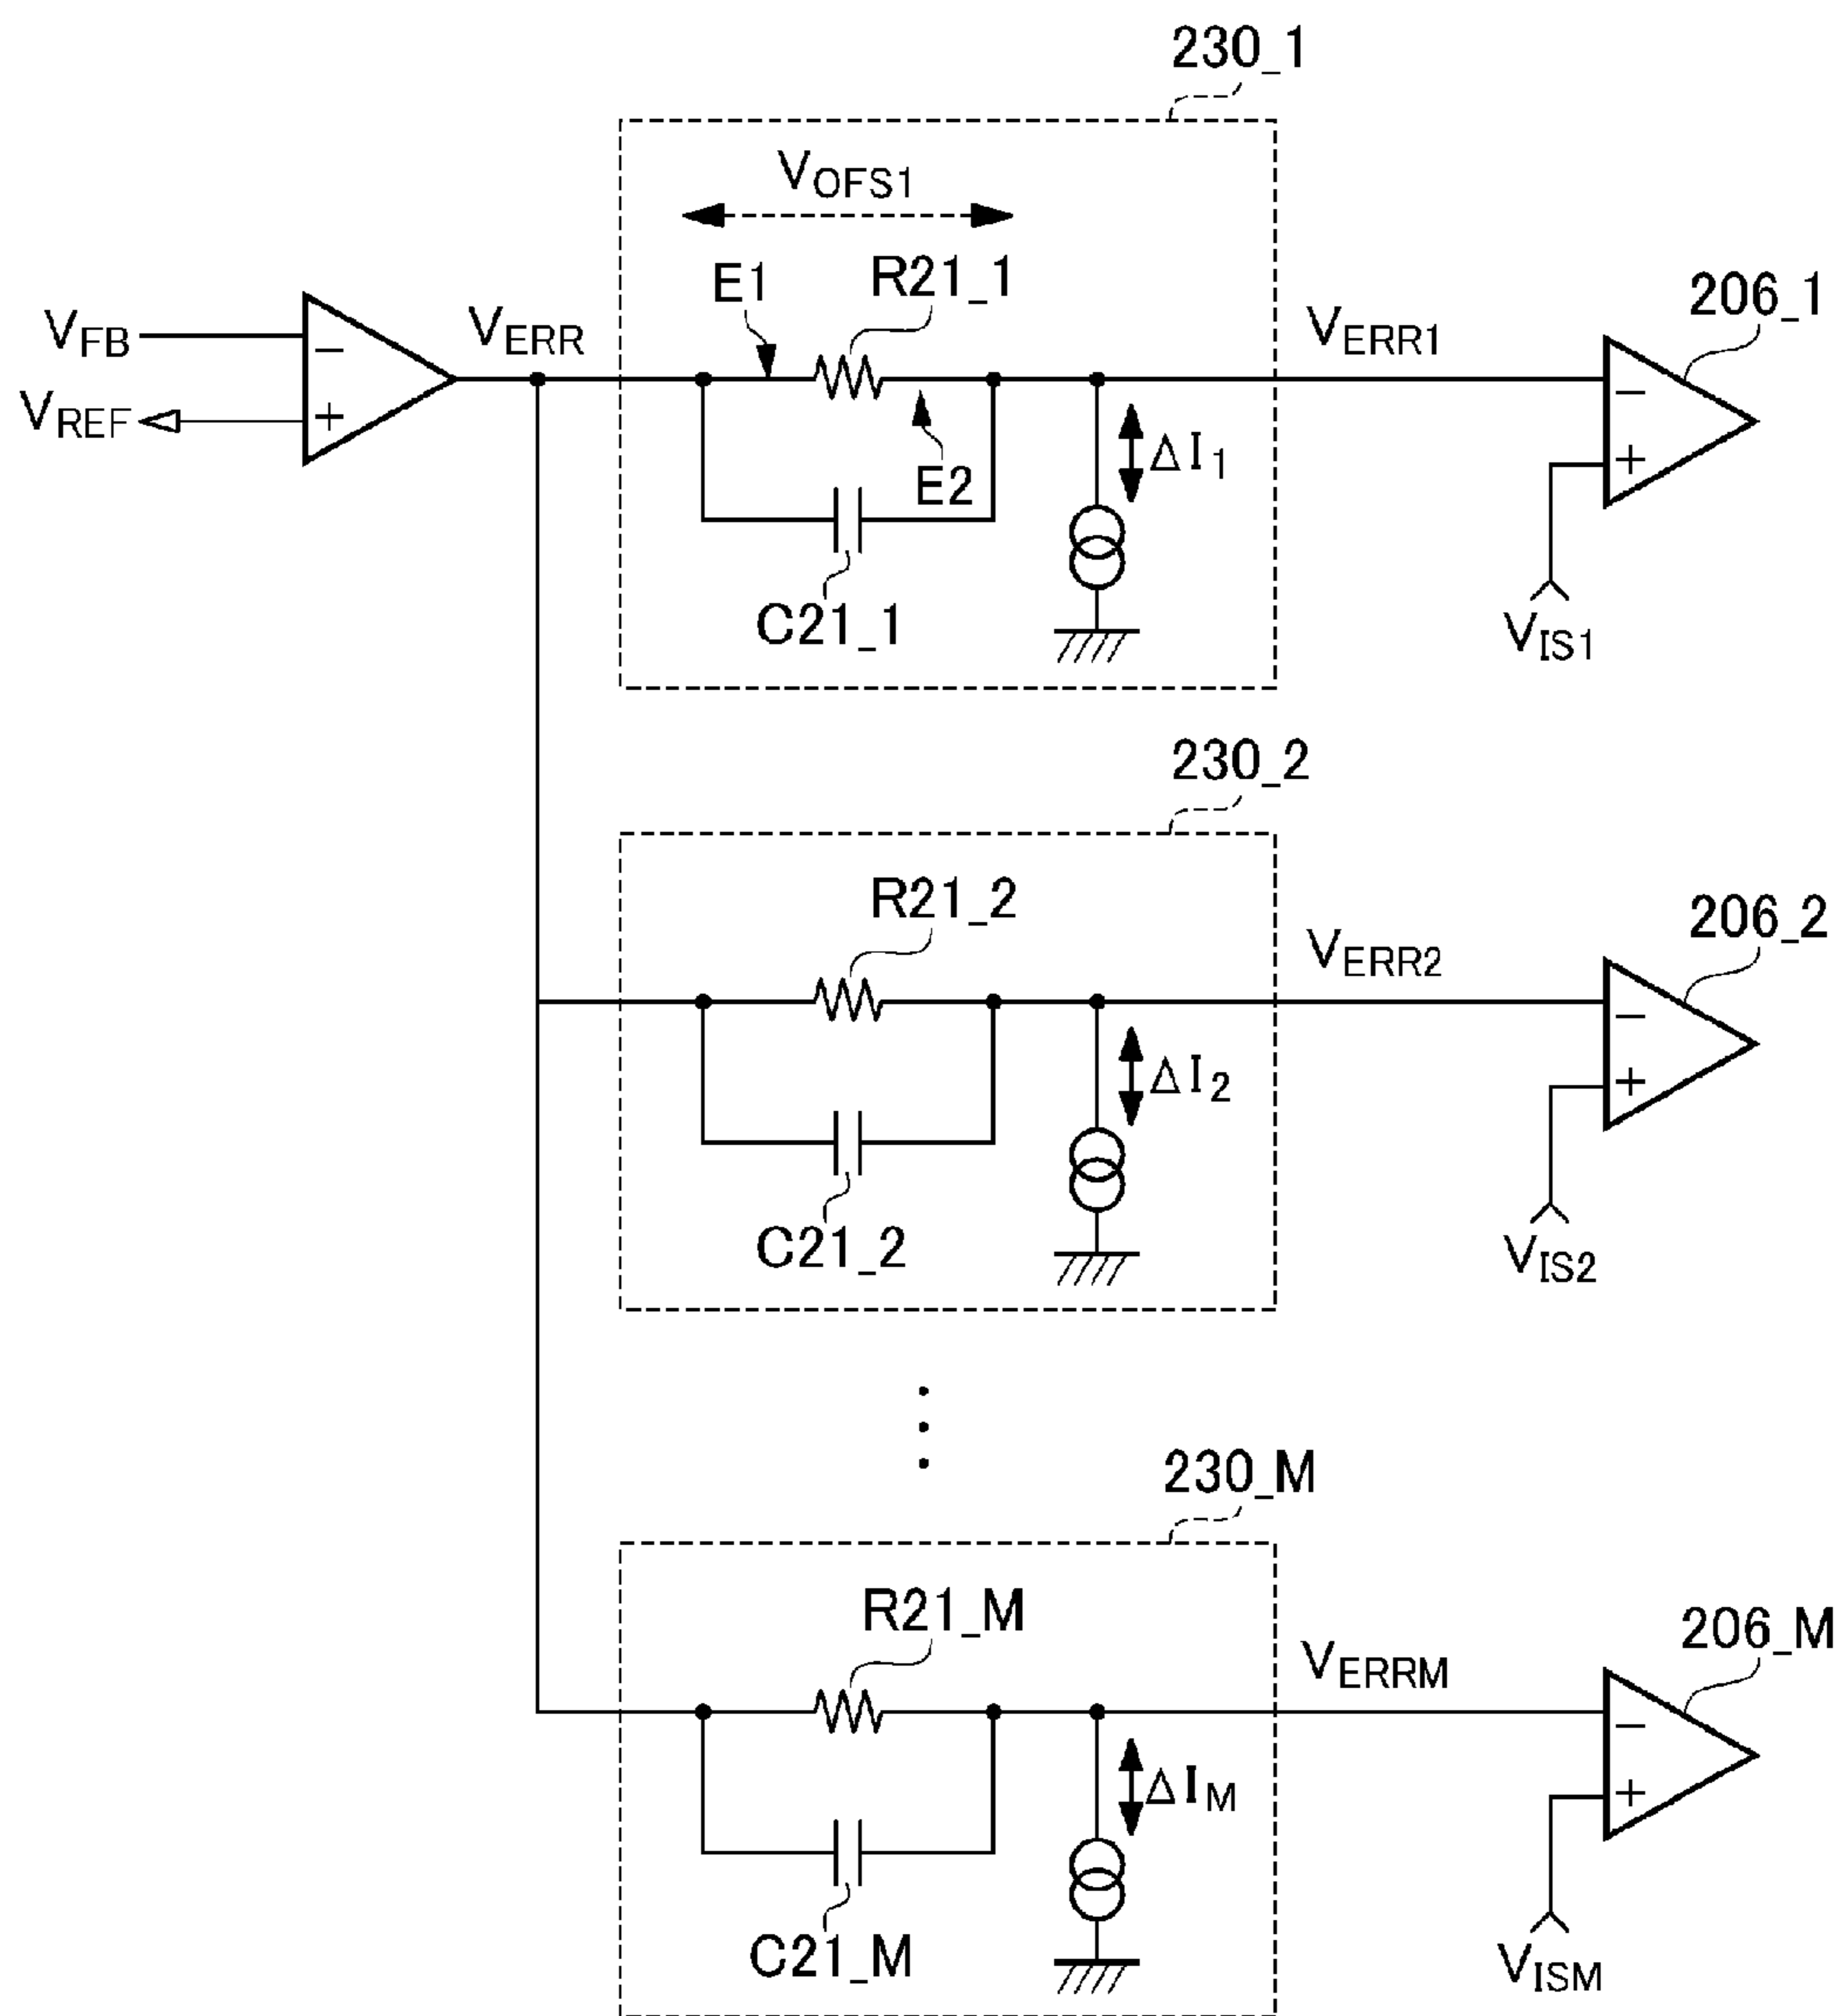 230_1
VOFS1
E1
R21_1
206_1
VFB
VERR
VERR1
−
−
VREF
+
+
E2
ΔI1
C21_1
VIS1
230_2
R21_2
206_2
VERR2
−
ΔI2
+
C21_2
VIS2
230_M
R21_M
206_M
VERRM
−
ΔIM
+
C21_M
VISM